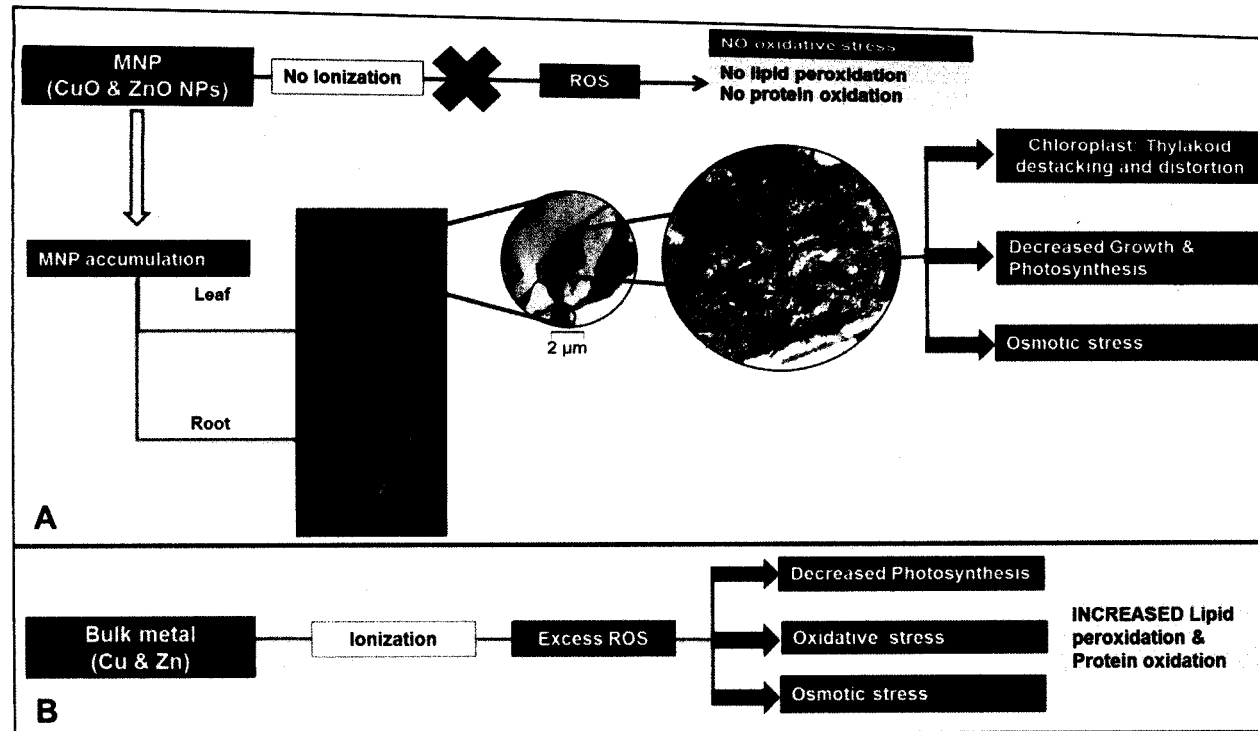 MNP
(CuO & ZnO NPs)
No Ionization
ROS
NO oxidative stress
No lipid peroxidation
No protein oxidation
MNP accumulation
Leaf
Root
2 µm
Chloroplast: Thylakoid
destacking and distortion
Decreased Growth &
Photosynthesis
Osmotic stress
A
Bulk metal
(Cu & Zn)
Ionization
Excess ROS
Decreased Photosynthesis
Oxidative stress
Osmotic stress
INCREASED Lipid
peroxidation &
Protein oxidation
B